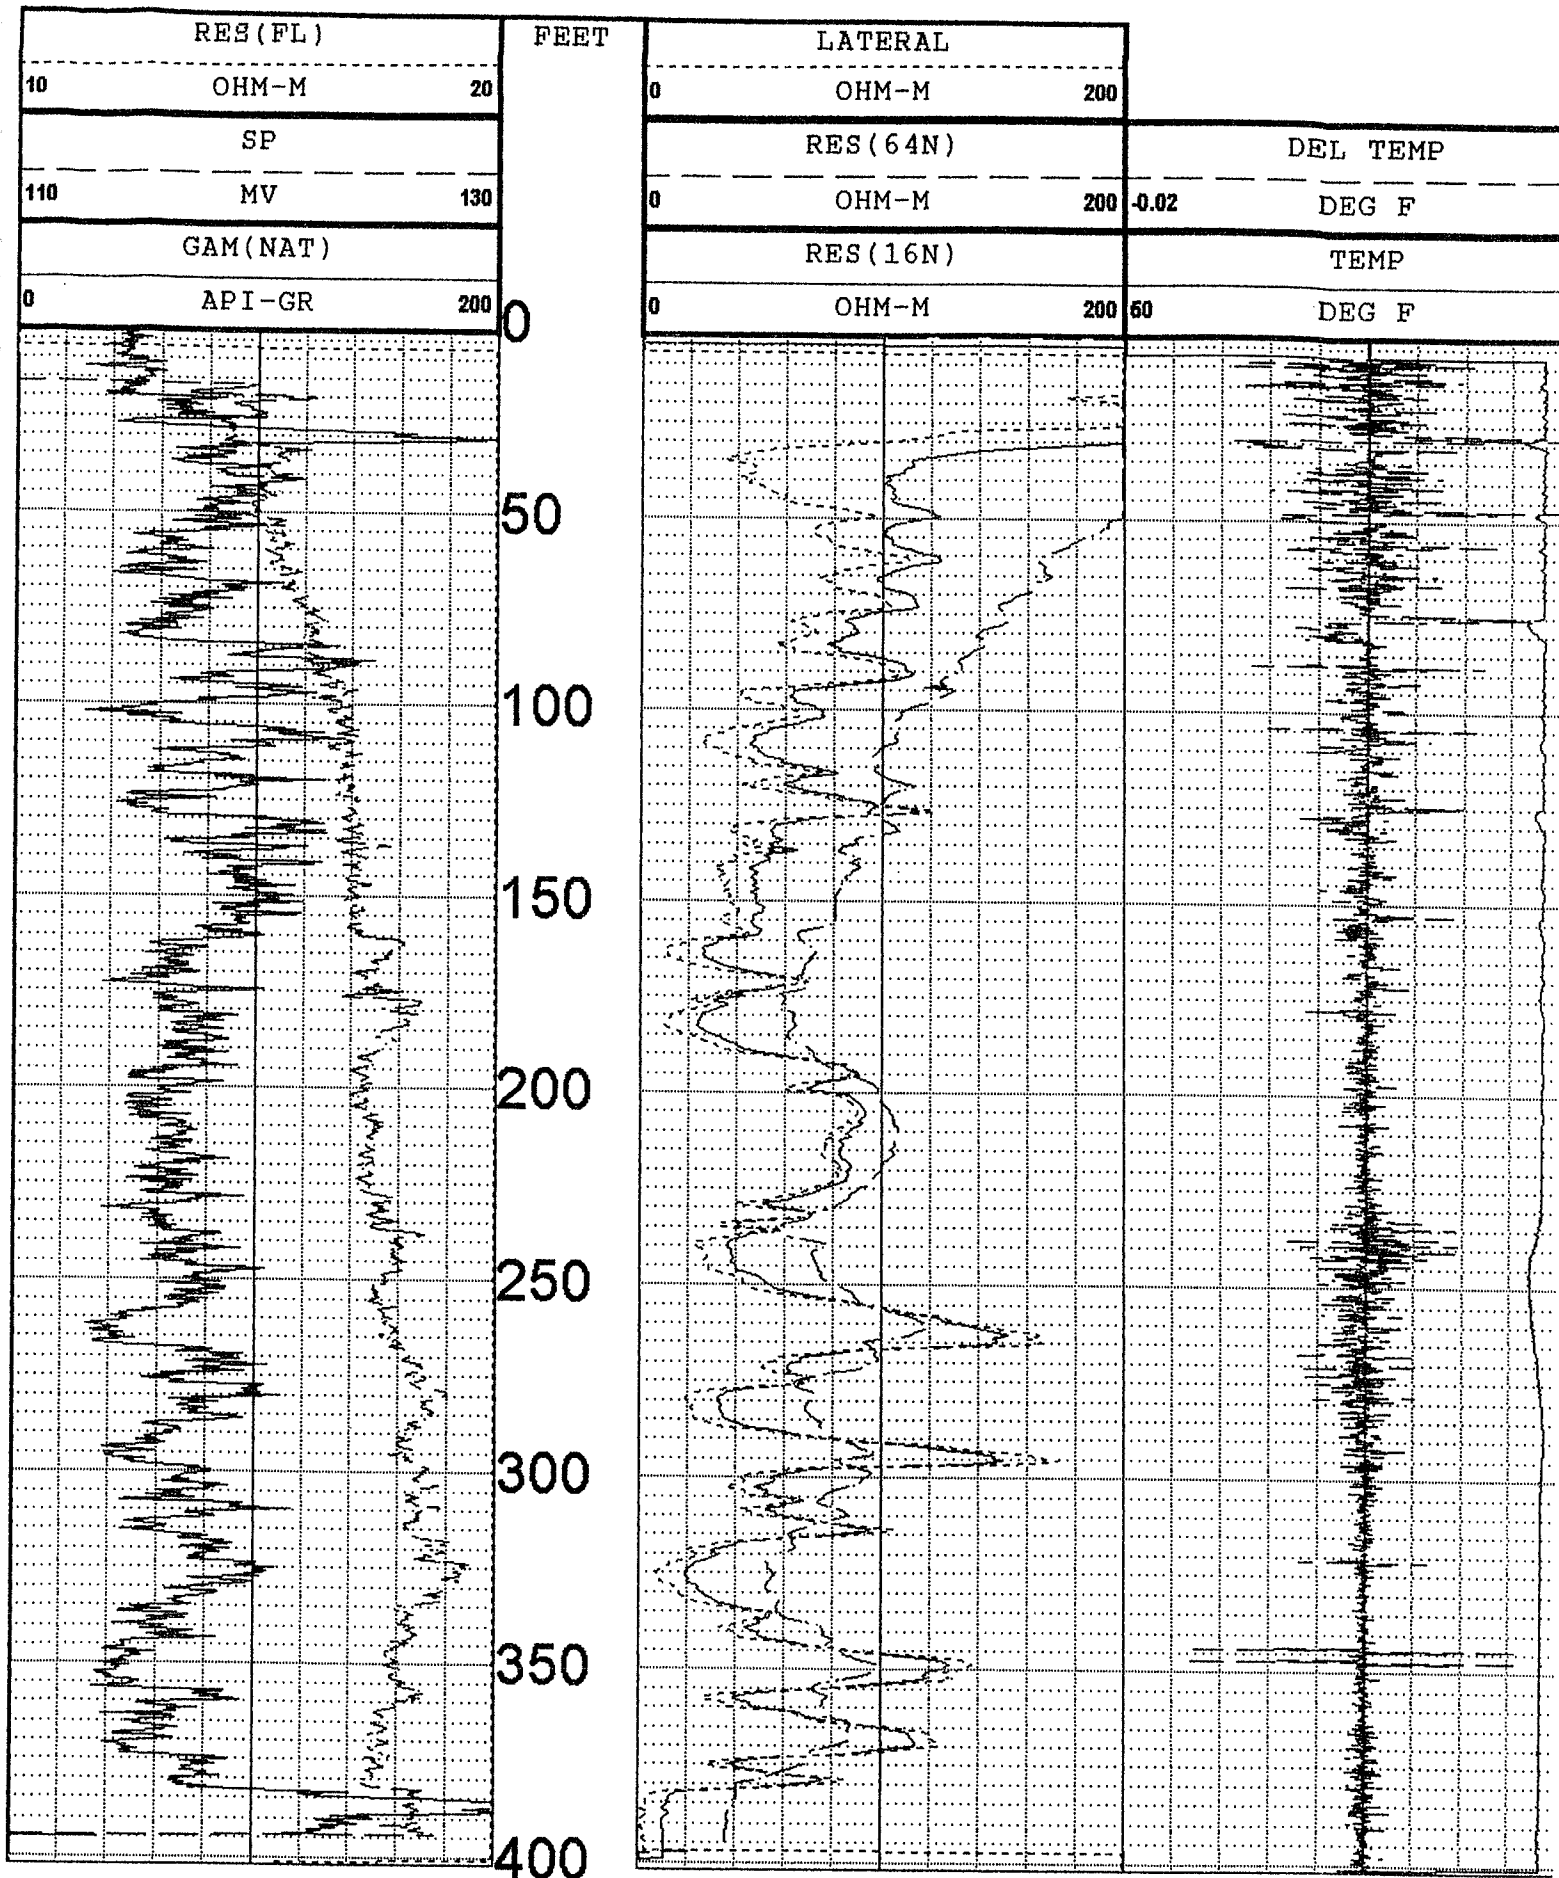 RES(FL) FEET LATERAL
10 OHM-M 20 0 OHM-M 200
SP RES(64N) DEL TEMP
110 MV 130 0 OHM-M 200 -0.02 DEG F
GAM(NAT) RES(16N) TEMP
0 API-GR 200 0 OHM-M 200 60 DEG F
0
50
100
150
200
250
300
350
400